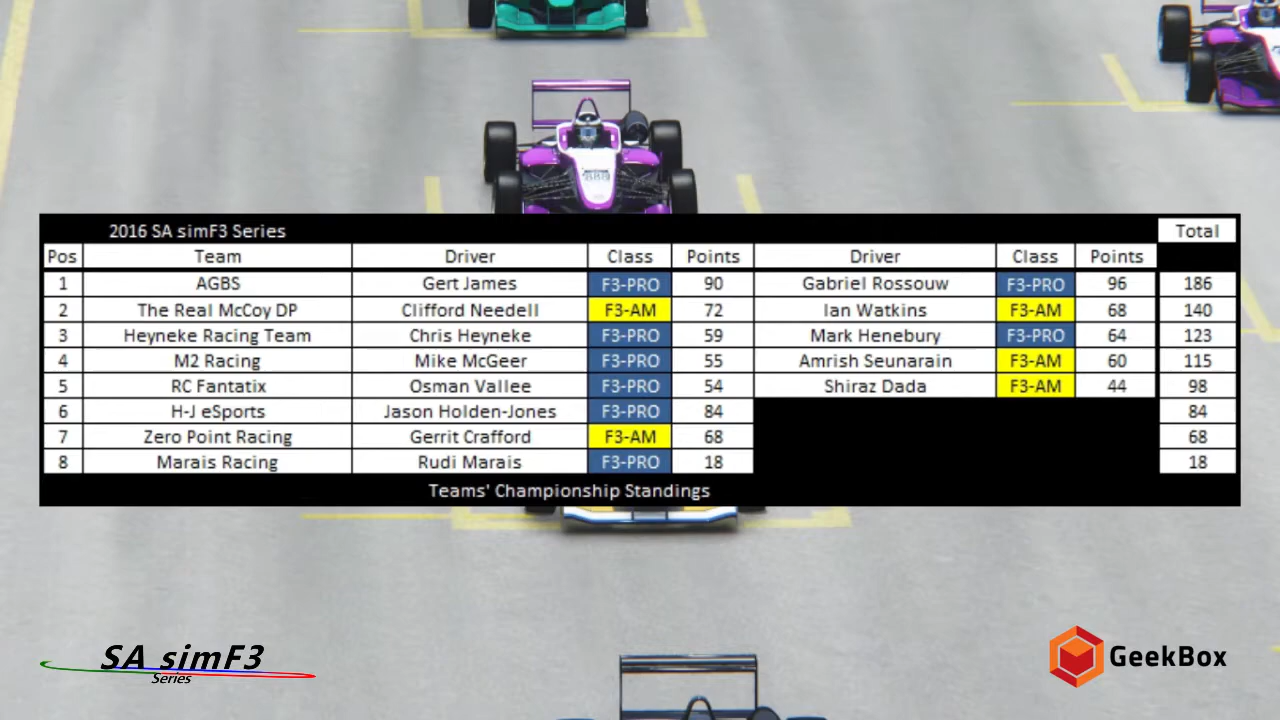 2016 SA simF3 Series Total
Pos Team Driver Class Points Driver Class Points
1 AGBS Gert James F3-PRO 90 Gabriel Rossouw F3-PRO 96 186
2 The Real McCoy DP Clifford Needell F3-AM 72 Ian Watkins F3-AM 68 140
3 Heyneke Racing Team Chris Heyneke F3-PRO 59 Mark Henebury F3-PRO 64 123
4 M2 Racing Mike McGeer F3-PRO 55 Amrish Seunarain F3-AM 60 115
5 RC Fantatix Osman Vallee F3-PRO 54 Shiraz Dada F3-AM 44 98
6 H-J eSports Jason Holden-Jones F3-PRO 84 84
7 Zero Point Racing Gerrit Crafford F3-AM 68 68
8 Marais Racing Rudi Marais F3-PRO 18 18
Teams' Championship Standings
SA simF3
Series
GeekBox